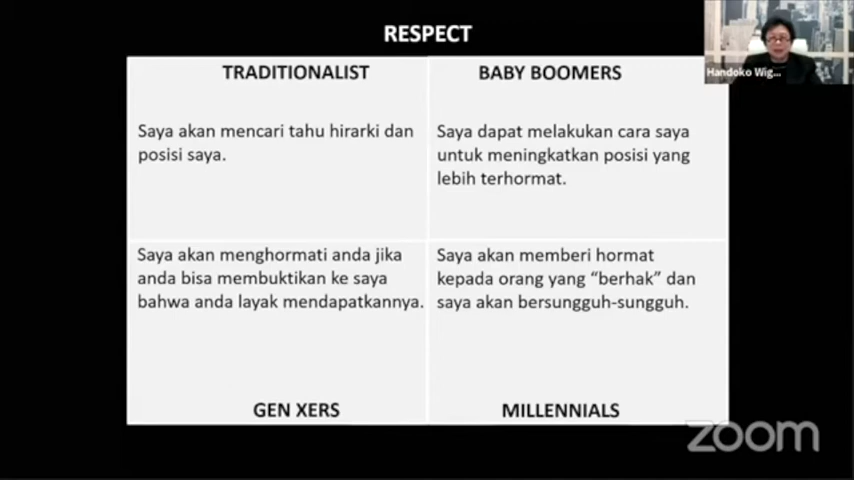 RESPECT
Handoko Wig...
TRADITIONALIST
BABY BOOMERS
Saya akan mencari tahu hirarki dan
posisi saya.
Saya dapat melakukan cara saya
untuk meningkatkan posisi yang
lebih terhormat.
Saya akan menghormati anda jika
anda bisa membuktikan ke saya
bahwa anda layak mendapatkannya.
Saya akan memberi hormat
kepada orang yang “berhak” dan
saya akan bersungguh-sungguh.
GEN XERS
MILLENNIALS
zoom